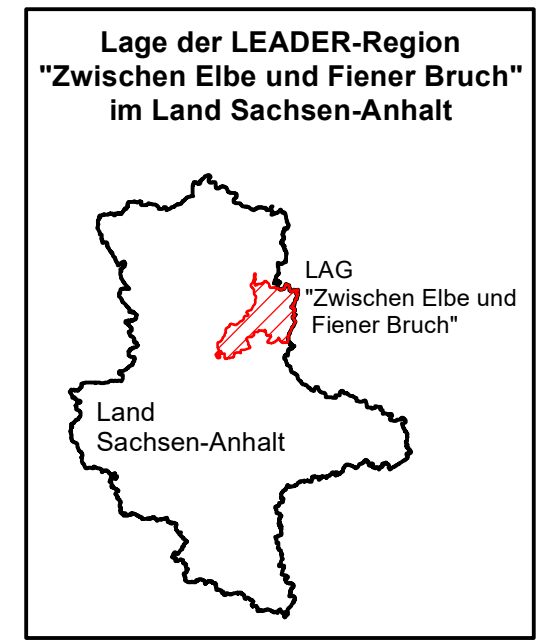 Lage der LEADER-Region
"Zwischen Elbe und Fiener Bruch"
im Land Sachsen-Anhalt
LAG
"Zwischen Elbe und
Fiener Bruch"
Land
Sachsen-Anhalt